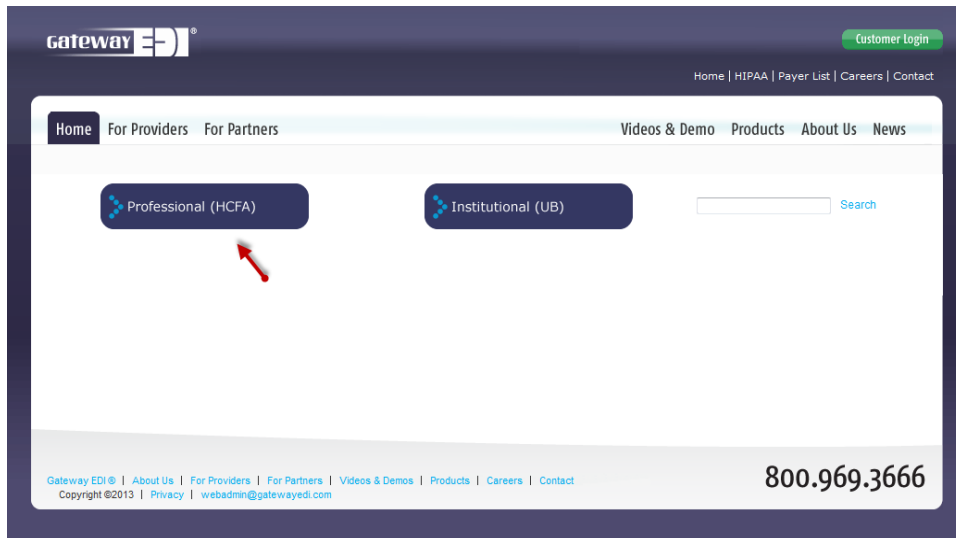 Gateway EDI®
Customer Login
Home | HIPAA | Payer List | Careers | Contact
Home For Providers For Partners Videos & Demo Products About Us News
Professional (HCFA) Institutional (UB) Search
Gateway EDI® | About Us | For Providers | For Partners | Videos & Demos | Products | Careers | Contact
800.969.3666
Copyright ©2013 | Privacy | webadmin@gatewayedi.com